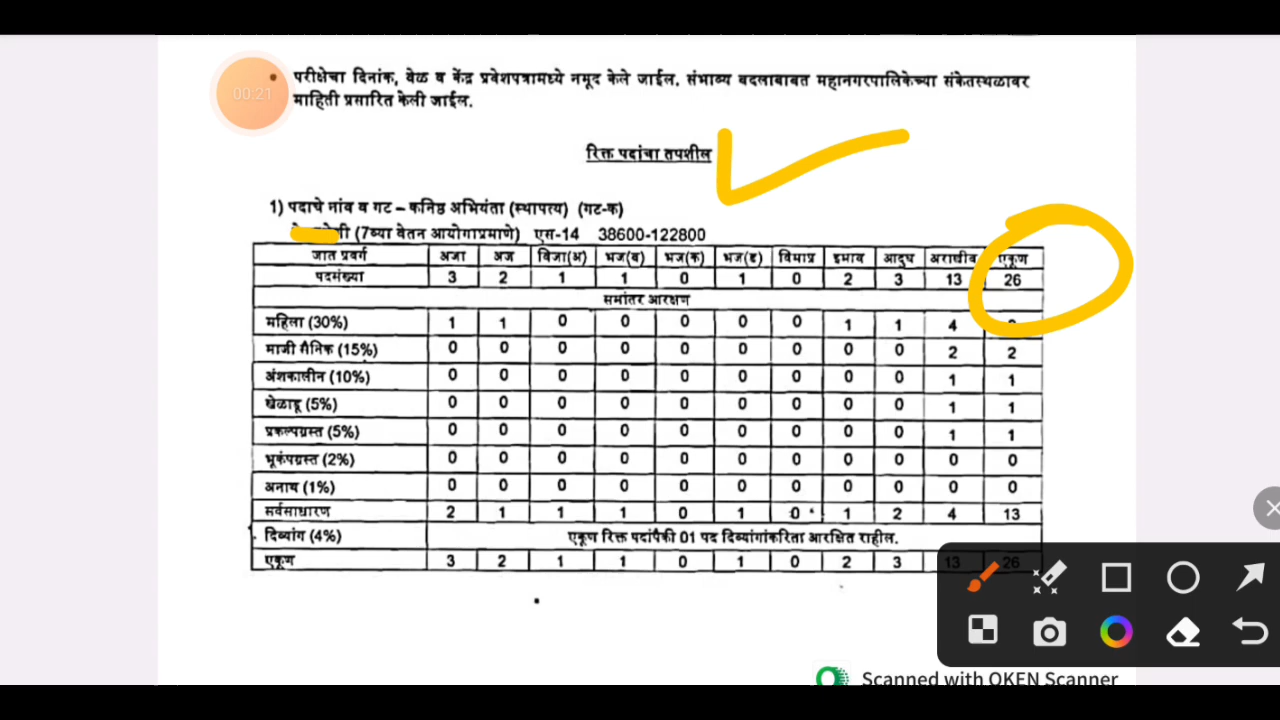 00:21
परीक्षेचा दिनांक, वेळ व केंद्र प्रवेशपत्रामध्ये नमूद केले जाईल. संभाव्य बदलाबाबत महानगरपालिकेच्या संकेतस्थळावर
माहिती प्रसारित केली जाईल.
रिक्त पदांचा तपशील
1) पदाचे नांव व गट – कनिष्ठ अभियंता (स्थापत्य) (गट-क)
(7व्या वेतन आयोगाप्रमाणे) एस-14 38600-122800
जात प्रवर्ग अजा अज विजा(अ) भज(ब) भज(क) भज(ड) विमाप्र इमाव आदुघ अराखीव एकूण
पदसंख्या 3 2 1 1 0 1 0 2 3 13 26
समांतर आरक्षण
महिला (30%) 1 1 0 0 0 0 0 1 1 4
माजी सैनिक (15%) 0 0 0 0 0 0 0 0 0 2 2
अंशकालीन (10%) 0 0 0 0 0 0 0 0 0 1 1
खेळाडू (5%) 0 0 0 0 0 0 0 0 0 1 1
प्रकल्पग्रस्त (5%) 0 0 0 0 0 0 0 0 0 1 1
भूकंपग्रस्त (2%) 0 0 0 0 0 0 0 0 0 0 0
अनाथ (1%) 0 0 0 0 0 0 0 0 0 0 0
सर्वसाधारण 2 1 1 1 0 1 0 1 2 4 13
दिव्यांग (4%) एकूण रिक्त पदांपैकी 01 पद दिव्यांगांकरिता आरक्षित राहील.
एकूण 3 2 1 1 0 1 0 2 3 13 26
Scanned with OKEN Scanner